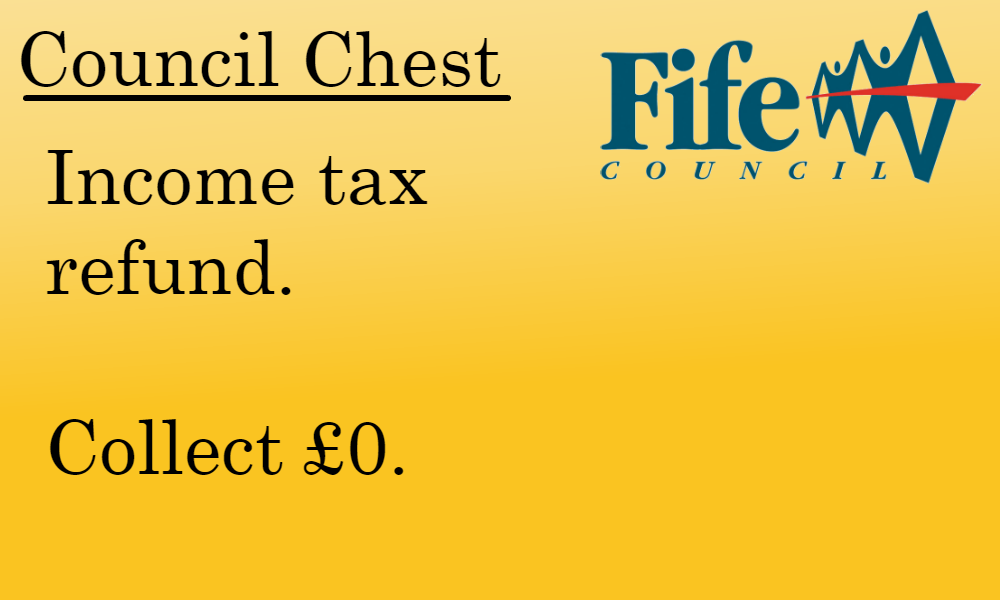 Council Chest
Fife
COUNCIL
Income tax
refund.
Collect £0.